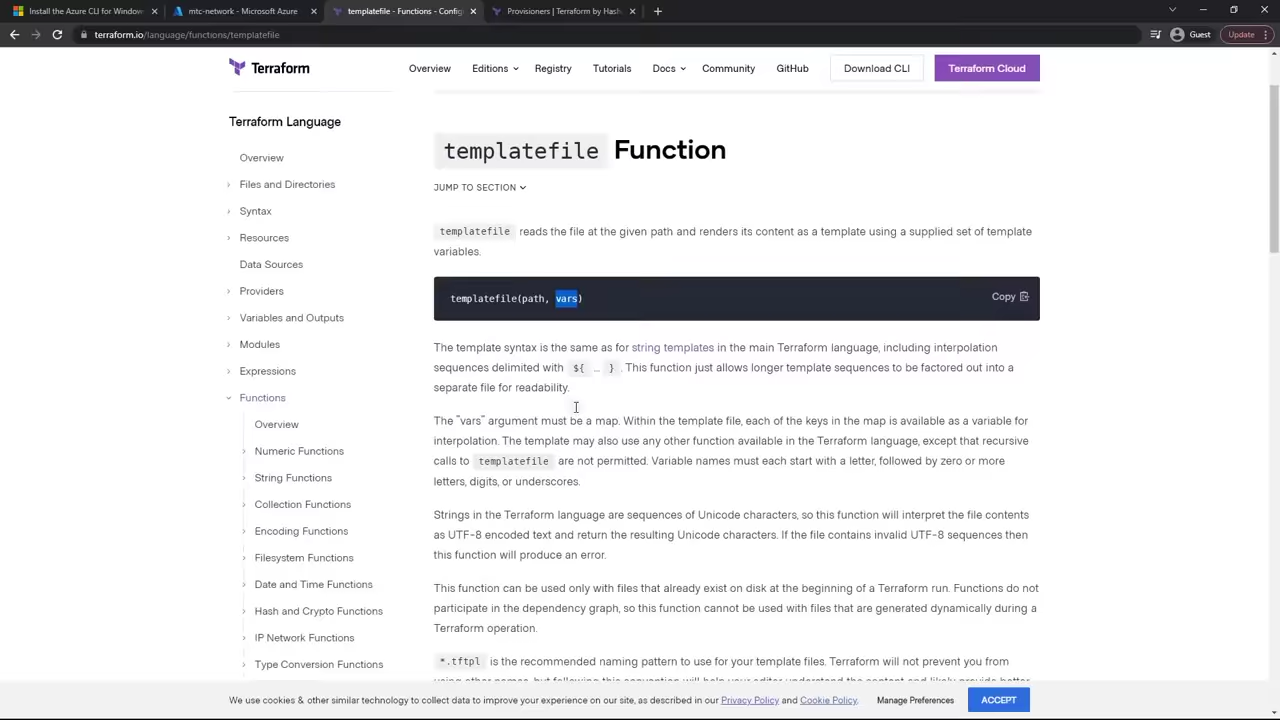 Install the Azure CLI for Windows
mtc-network - Microsoft Azure
templatefile - Functions - Config
Provisioners | Terraform by Hash
terraform.io/language/functions/templatefile
Guest
Update
Terraform
Overview
Editions
Registry
Tutorials
Docs
Community
GitHub
Download CLI
Terraform Cloud
Terraform Language
Overview
Files and Directories
Syntax
Resources
Data Sources
Providers
Variables and Outputs
Modules
Expressions
Functions
Overview
Numeric Functions
String Functions
Collection Functions
Encoding Functions
Filesystem Functions
Date and Time Functions
Hash and Crypto Functions
IP Network Functions
Type Conversion Functions
templatefile Function
JUMP TO SECTION
templatefile reads the file at the given path and renders its content as a template using a supplied set of template
variables.
templatefile(path, vars)
Copy
The template syntax is the same as for string templates in the main Terraform language, including interpolation
sequences delimited with ${ … }. This function just allows longer template sequences to be factored out into a
separate file for readability.
The "vars" argument must be a map. Within the template file, each of the keys in the map is available as a variable for
interpolation. The template may also use any other function available in the Terraform language, except that recursive
calls to templatefile are not permitted. Variable names must each start with a letter, followed by zero or more
letters, digits, or underscores.
Strings in the Terraform language are sequences of Unicode characters, so this function will interpret the file contents
as UTF-8 encoded text and return the resulting Unicode characters. If the file contains invalid UTF-8 sequences then
this function will produce an error.
This function can be used only with files that already exist on disk at the beginning of a Terraform run. Functions do not
participate in the dependency graph, so this function cannot be used with files that are generated dynamically during a
Terraform operation.
*.tftpl is the recommended naming pattern to use for your template files. Terraform will not prevent you from
We use cookies & other similar technology to collect data to improve your experience on our site, as described in our Privacy Policy and Cookie Policy.
Manage Preferences
ACCEPT